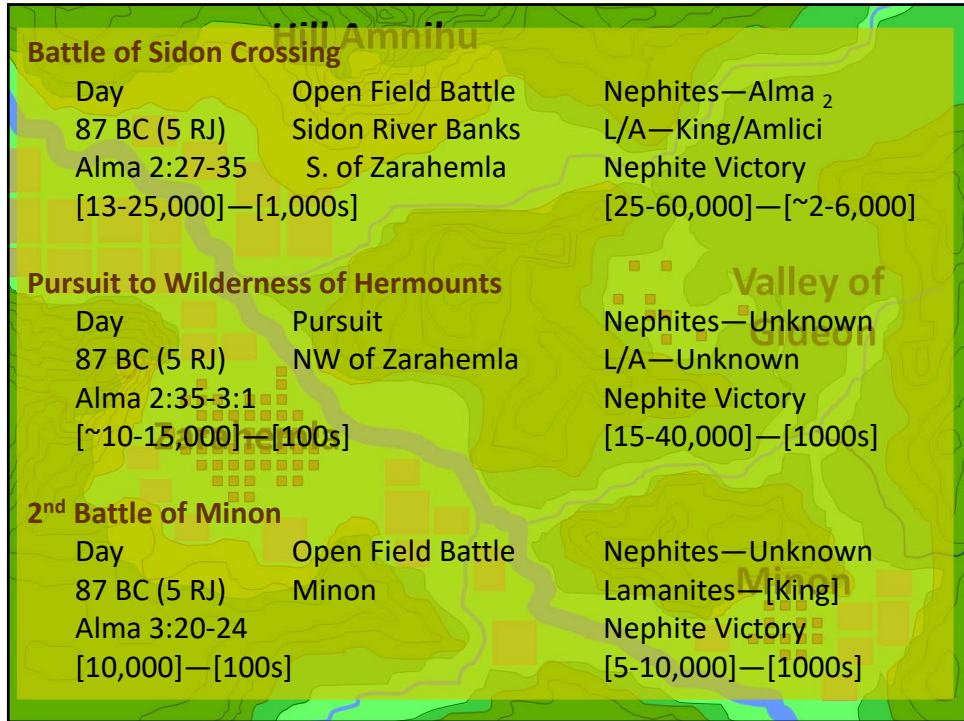 Hill Amnihu
Battle of Sidon Crossing
Day Open Field Battle Nephites—Alma 2
87 BC (5 RJ) Sidon River Banks L/A—King/Amlici
Alma 2:27-35 S. of Zarahemla Nephite Victory
[13-25,000]—[1,000s] [25-60,000]—[~2-6,000]
Pursuit to Wilderness of Hermounts
Valley of
Day Pursuit Nephites—Unknown
Gideon
87 BC (5 RJ) NW of Zarahemla L/A—Unknown
Alma 2:35-3:1 Nephite Victory
Zarahemla
[~10-15,000]—[100s] [15-40,000]—[1000s]
2nd Battle of Minon
Day Open Field Battle Nephites—Unknown
87 BC (5 RJ) Minon Lamanites—[King]
Minon
Alma 3:20-24 Nephite Victory
[10,000]—[100s] [5-10,000]—[1000s]